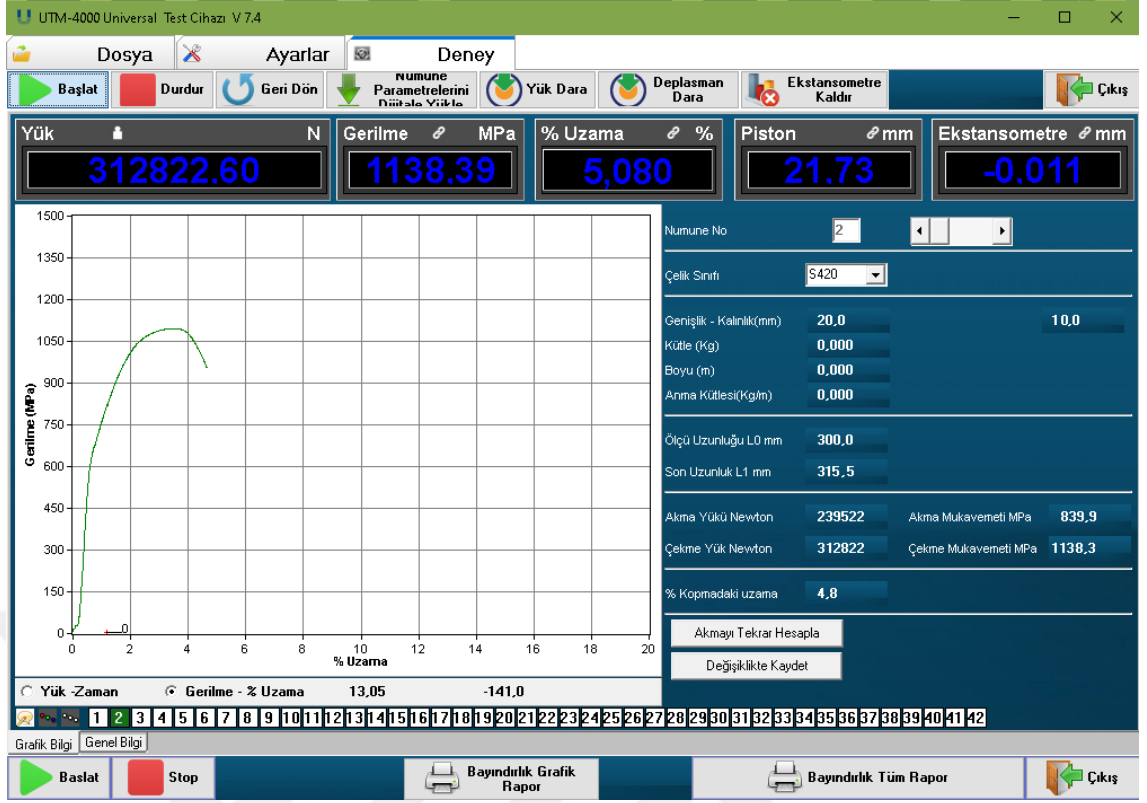 UTM-4000 Universal Test Cihazı V 7.4
Dosya Ayarlar Deney
Başlat Durdur Geri Dön Numune Parametrelerini Dijitale Yükle Yük Dara Deplasman Dara Ekstansometre Kaldır Çıkış
Yük N Gerilme MPa % Uzama % Piston mm Ekstansometre mm
312822.60 1138.39 5,080 21.73 -0.011
Numune No 2
Çelik Sınıfı S420
Genişlik - Kalınlık(mm) 20,0 10,0
Kütle (Kg) 0,000
Boyu (m) 0,000
Anma Kütlesi(Kg/m) 0,000
Ölçü Uzunluğu L0 mm 300,0
Son Uzunluk L1 mm 315,5
Akma Yükü Newton 239522 Akma Mukavemeti MPa 839,9
Çekme Yük Newton 312822 Çekme Mukavemeti MPa 1138,3
% Kopmadaki uzama 4,8
Akmayı Tekrar Hesapla
Değişiklikte Kaydet
Gerilme (MPa)
1500
1350
1200
1050
900
750
600
450
300
150
0
0
0 2 4 6 8 10 12 14 16 18 20
% Uzama
Yük -Zaman Gerilme - % Uzama 13,05 -141,0
1 2 3 4 5 6 7 8 9 10 11 12 13 14 15 16 17 18 19 20 21 22 23 24 25 26 27 28 29 30 31 32 33 34 35 36 37 38 39 40 41 42
Grafik Bilgi Genel Bilgi
Baslat Stop Bayındırlık Grafik Rapor Bayındırlık Tüm Rapor Çıkış